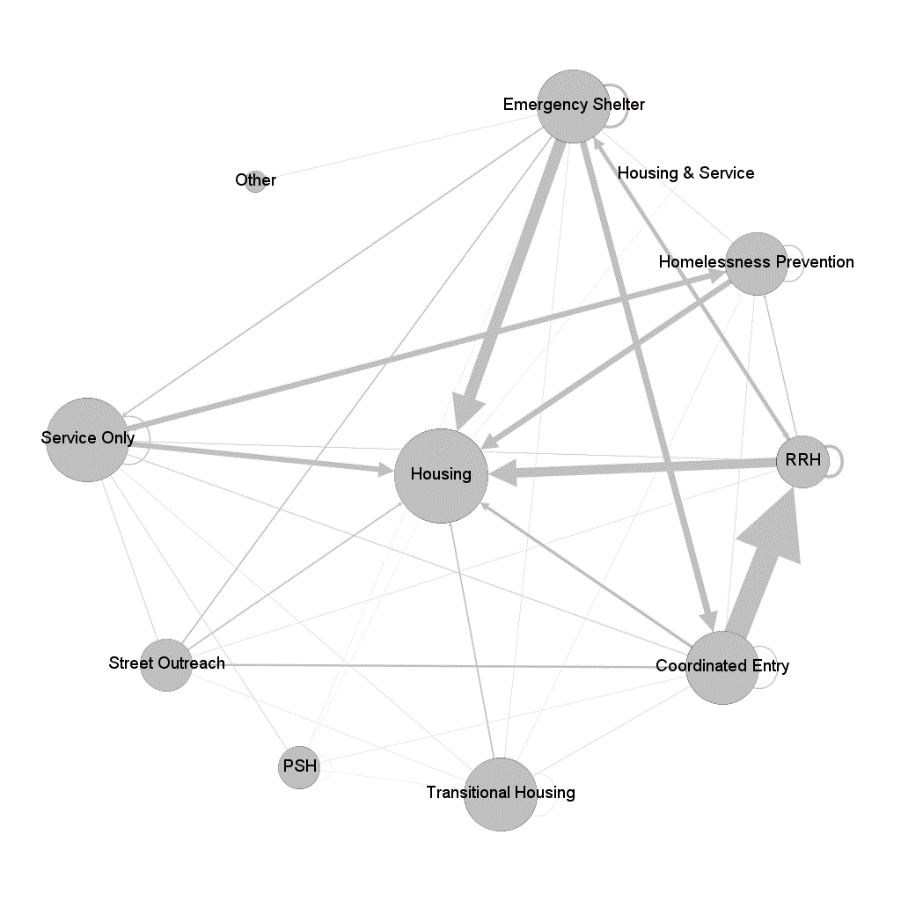 Emergency Shelter
Housing & Service
Other
Homelessness Prevention
Service Only
RRH
Housing
Street Outreach
Coordinated Entry
PSH
Transitional Housing